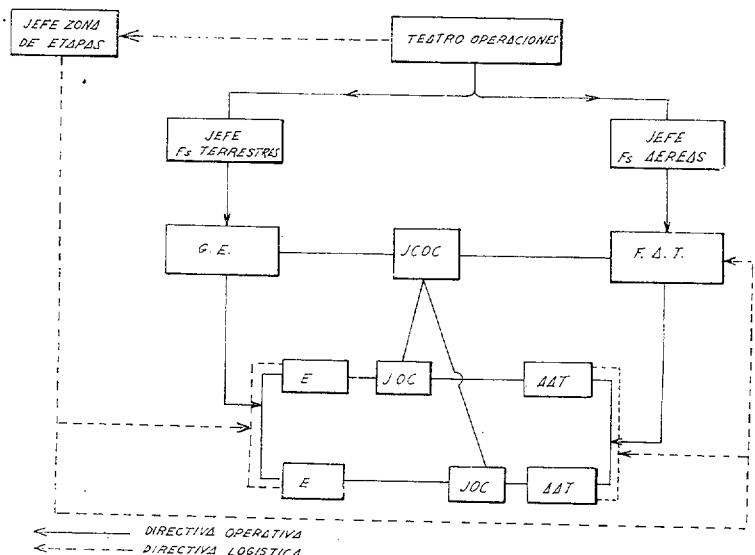 JEFE ZONA
DE ETAPAS
TEATRO OPERACIONES
JEFE
Fs TERRESTRES
JEFE
Fs AEREAS
G. E.
JCOC
F. A. T.
E
JOC
AAT
E
JOC
AAT
DIRECTIVA OPERATIVA
DIRECTIVA LOGISTICA